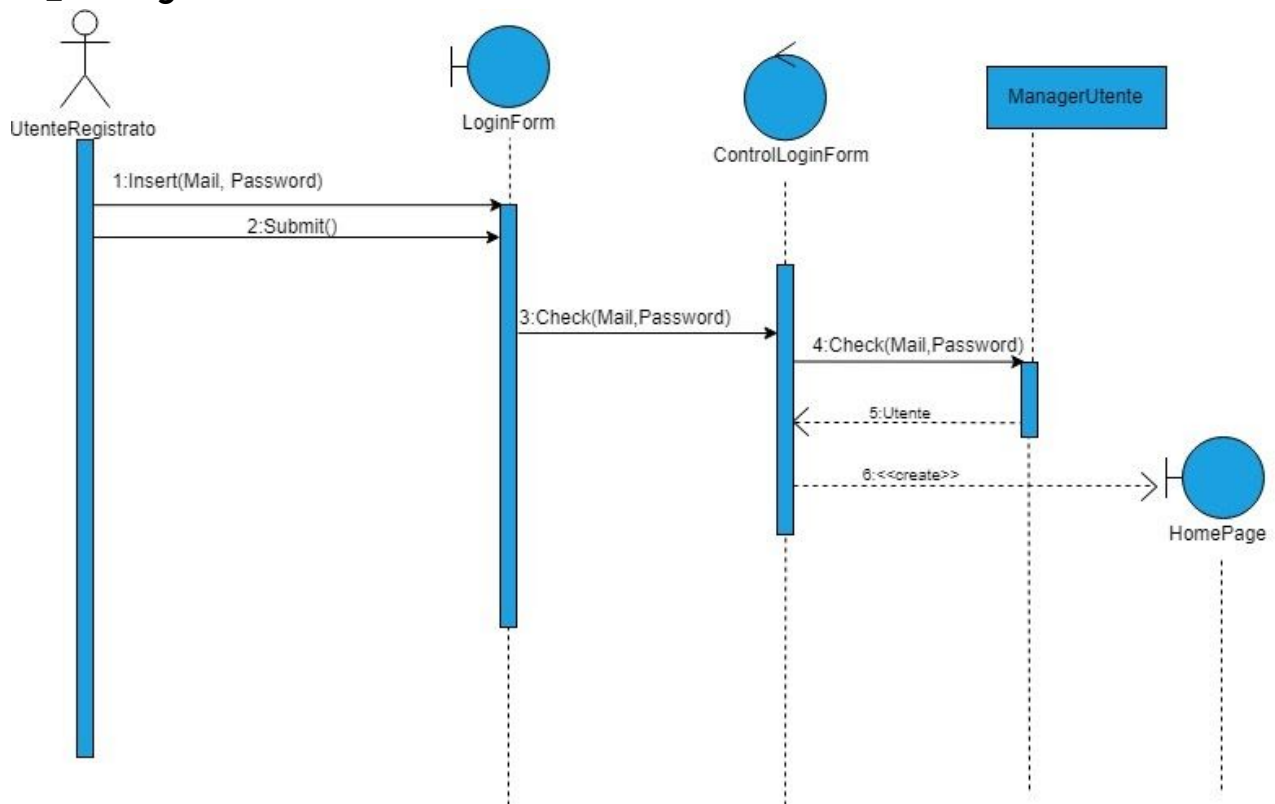 UtenteRegistrato
LoginForm
ControlLoginForm
ManagerUtente
1:Insert(Mail, Password)
2:Submit()
3:Check(Mail,Password)
4:Check(Mail,Password)
5:Utente
6:<<create>>
HomePage